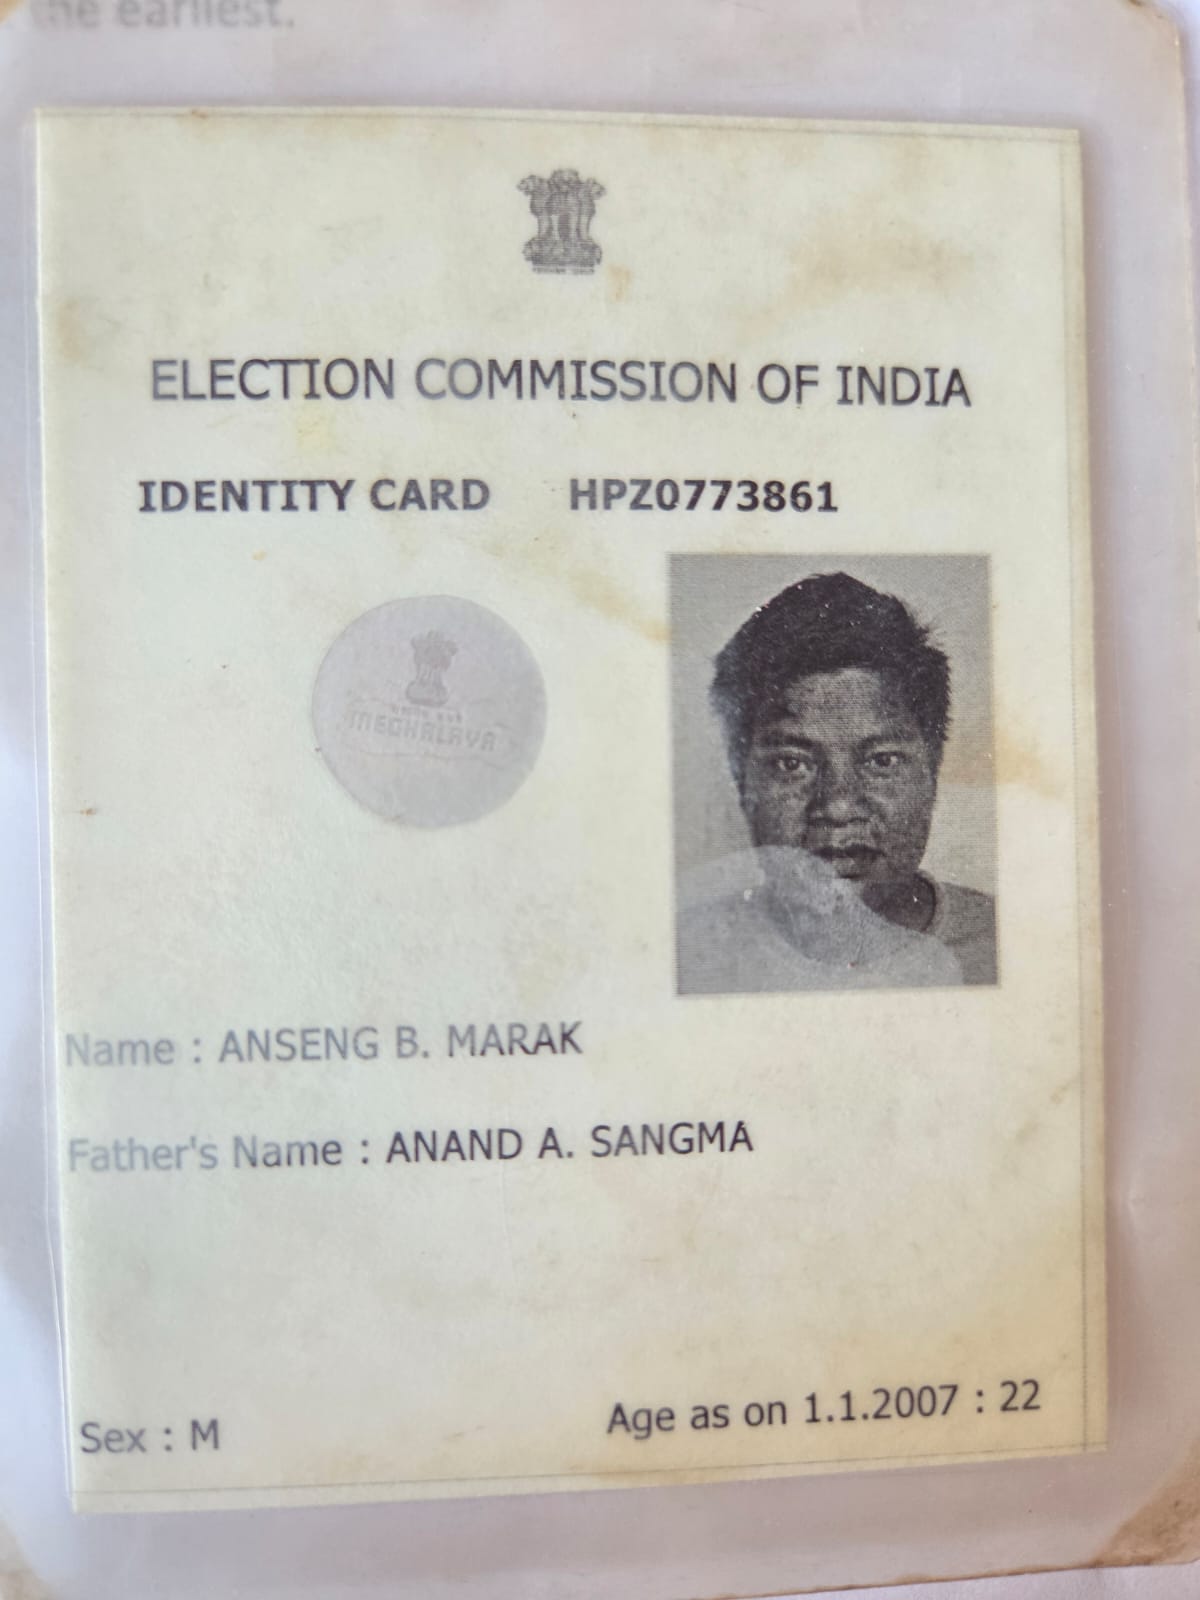 the earliest.
ELECTION COMMISSION OF INDIA
IDENTITY CARD HPZ0773861
MEGHALAYA
Name : ANSENG B. MARAK
Father's Name : ANAND A. SANGMA
Sex : M
Age as on 1.1.2007 : 22